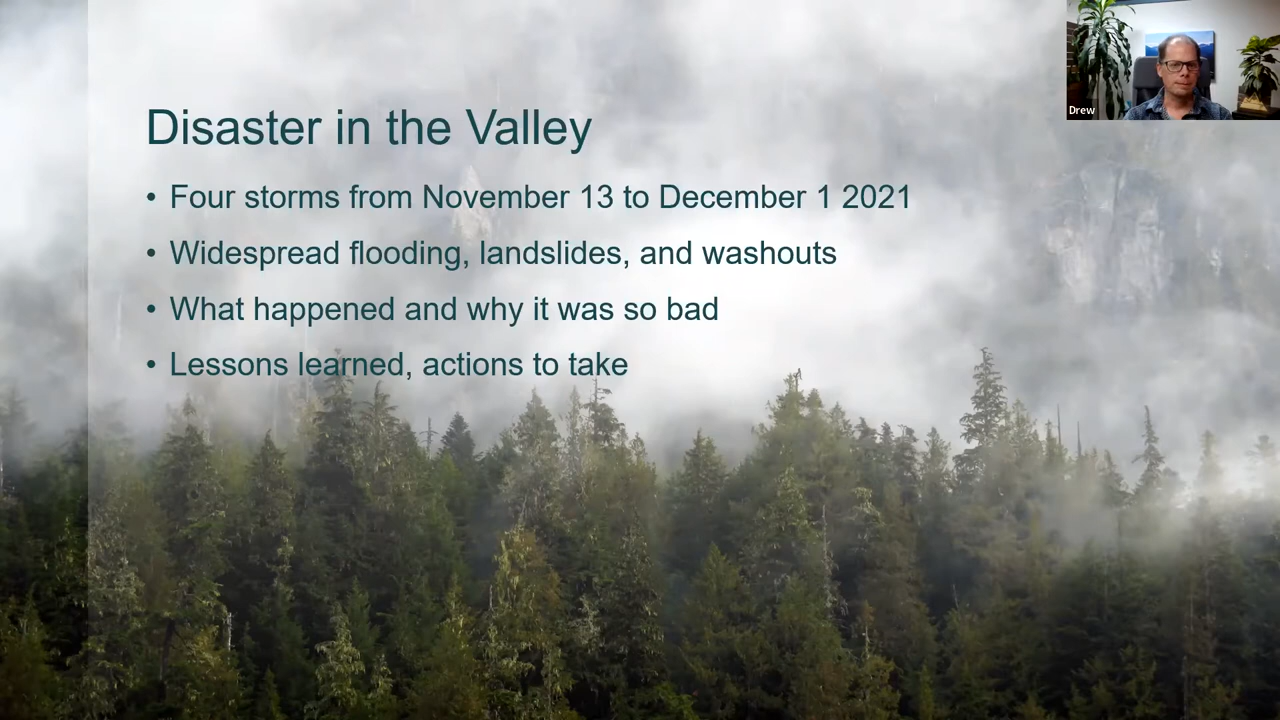 Disaster in the Valley
• Four storms from November 13 to December 1 2021
• Widespread flooding, landslides, and washouts
• What happened and why it was so bad
• Lessons learned, actions to take
Drew